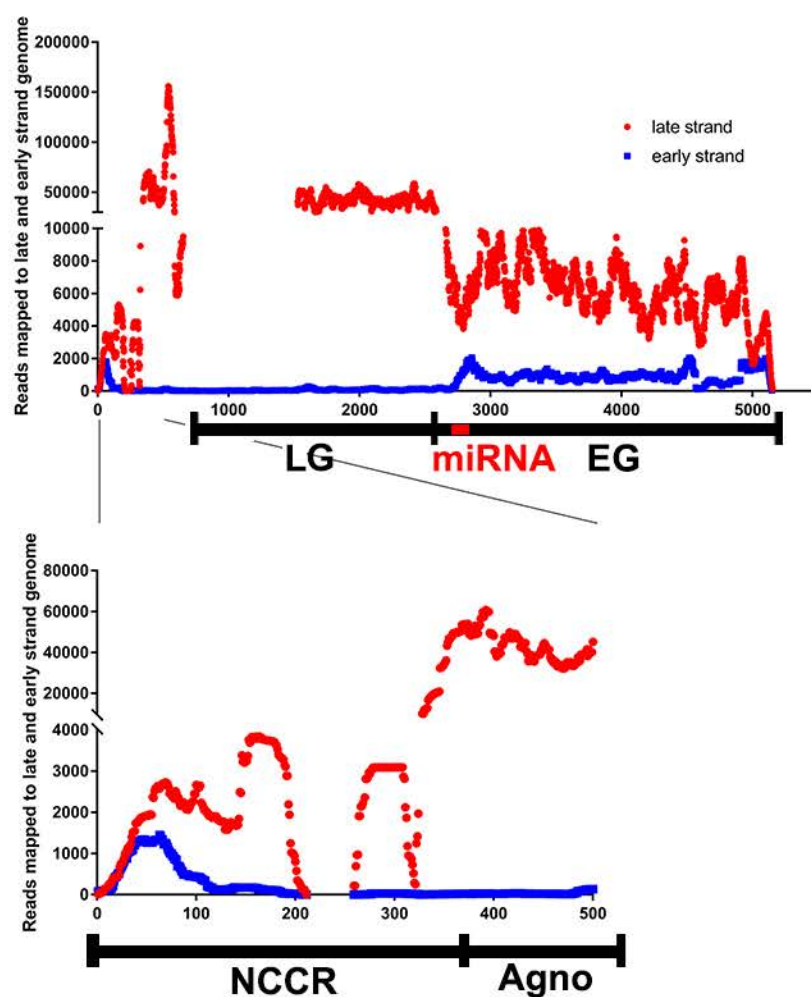 Reads mapped to late and early strand genome
200000
150000
100000
50000
10000
8000
6000
4000
2000
0
late strand
early strand
0 1000 2000 3000 4000 5000
LG miRNA EG
Reads mapped to late and early strand genome
80000
60000
40000
20000
4000
3000
2000
1000
0
0 100 200 300 400 500
NCCR Agno